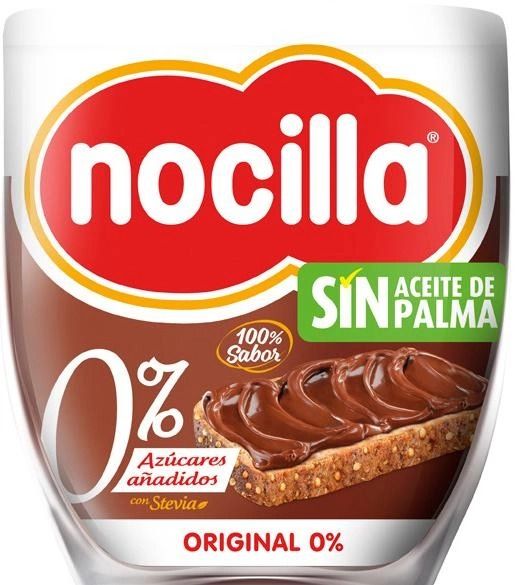 nocilla®
SIN ACEITE DE
PALMA
100%
Sabor
0%
Azúcares
añadidos
con Stevia
ORIGINAL 0%